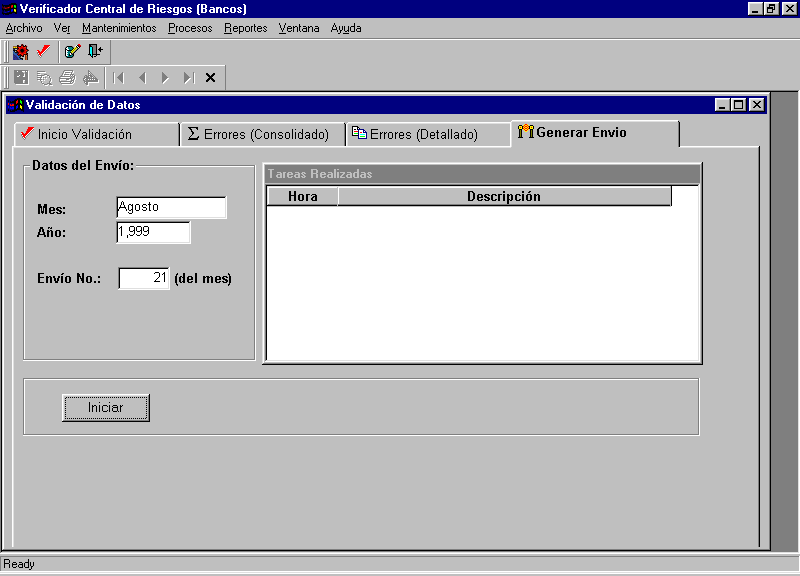 Verificador Central de Riesgos (Bancos)
Archivo Ver Mantenimientos Procesos Reportes Ventana Ayuda
Validación de Datos
Inicio Validación Errores (Consolidado) Errores (Detallado) Generar Envio
Datos del Envío:
Mes: Agosto
Año: 1,999
Envío No.: 21 (del mes)
Tareas Realizadas
Hora Descripción
Iniciar
Ready